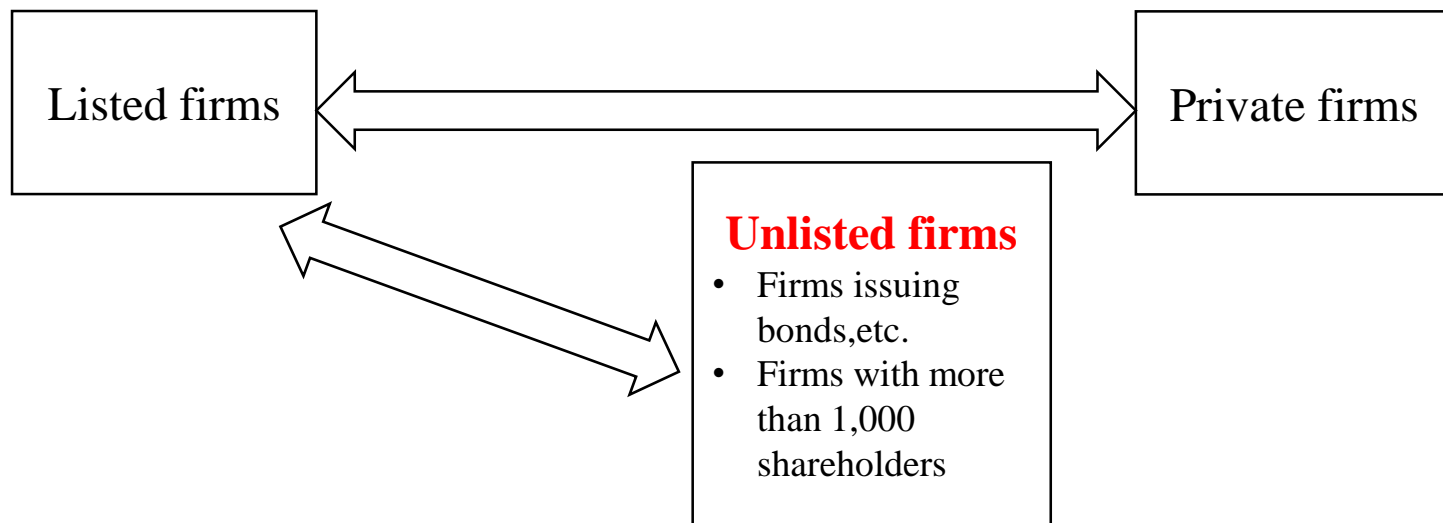 Listed firms
Private firms
Unlisted firms
• Firms issuing
bonds,etc.
• Firms with more
than 1,000
shareholders